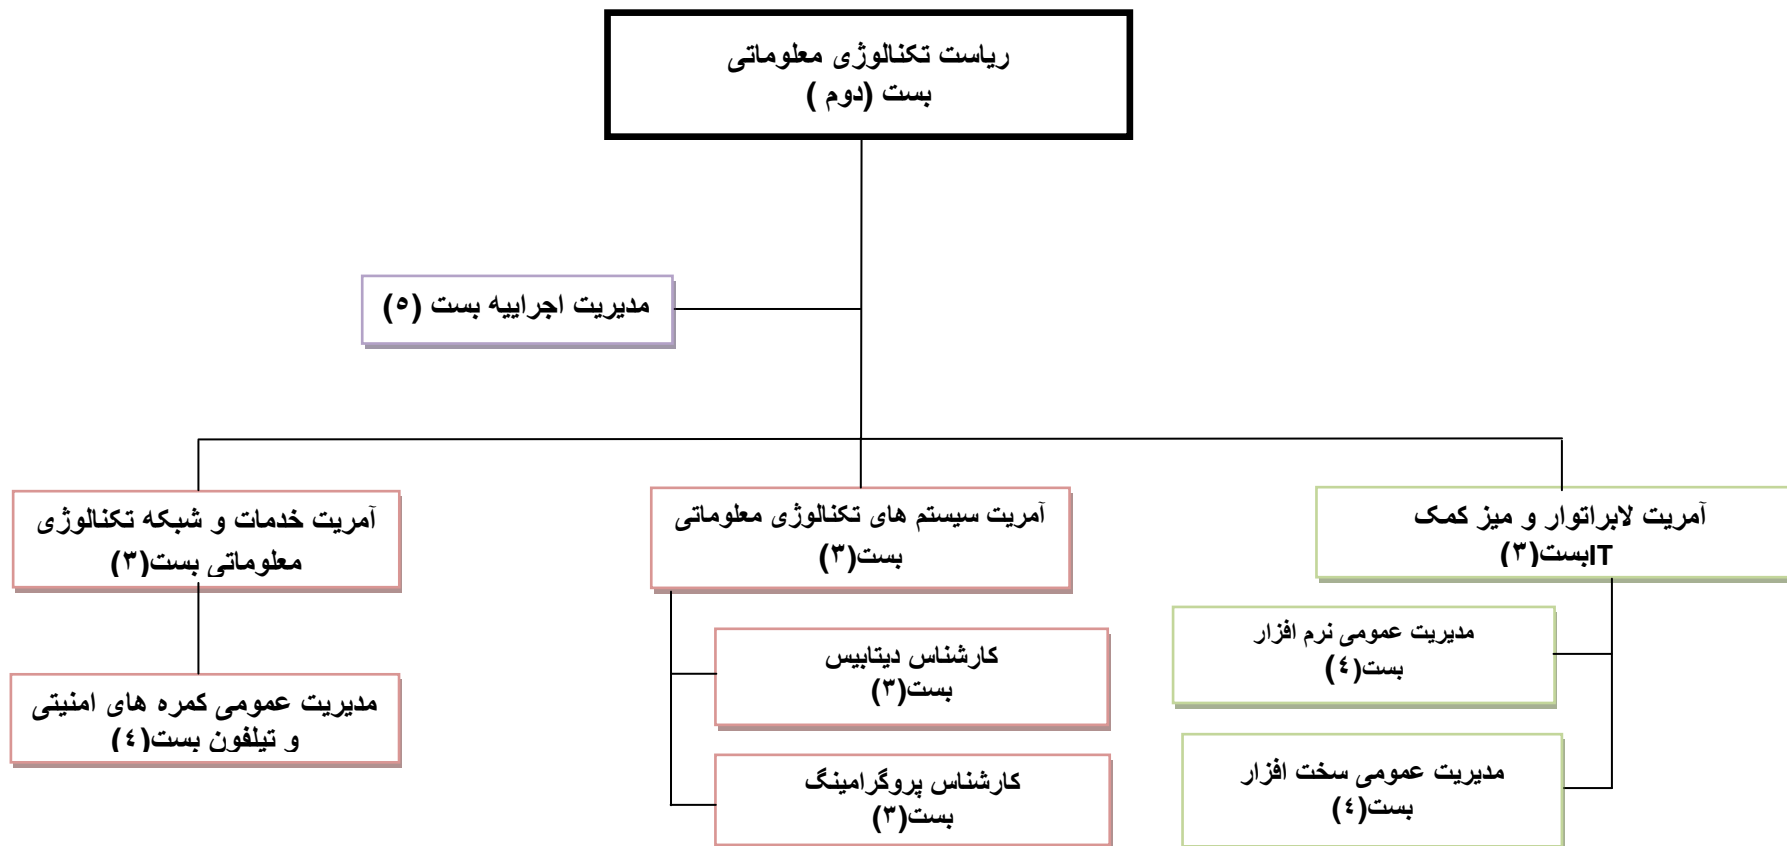 ریاست تکنالوژی معلوماتی
بست (دوم )
مدیریت اجراییه بست (٥)
آمریت لابراتوار و میز کمک
ITبست(۳)
مدیریت عمومی نرم افزار
بست(٤)
مدیریت عمومی سخت افزار
بست(٤)
آمریت سیستم های تکنالوژی معلوماتی
بست(۳)
کارشناس دیتابیس
بست(۳)
کارشناس پروگرامینگ
بست(۳)
آمریت خدمات و شبکه تکنالوژی
معلوماتی بست(۳)
مدیریت عمومی کمره های امنیتی
و تیلفون بست(٤)